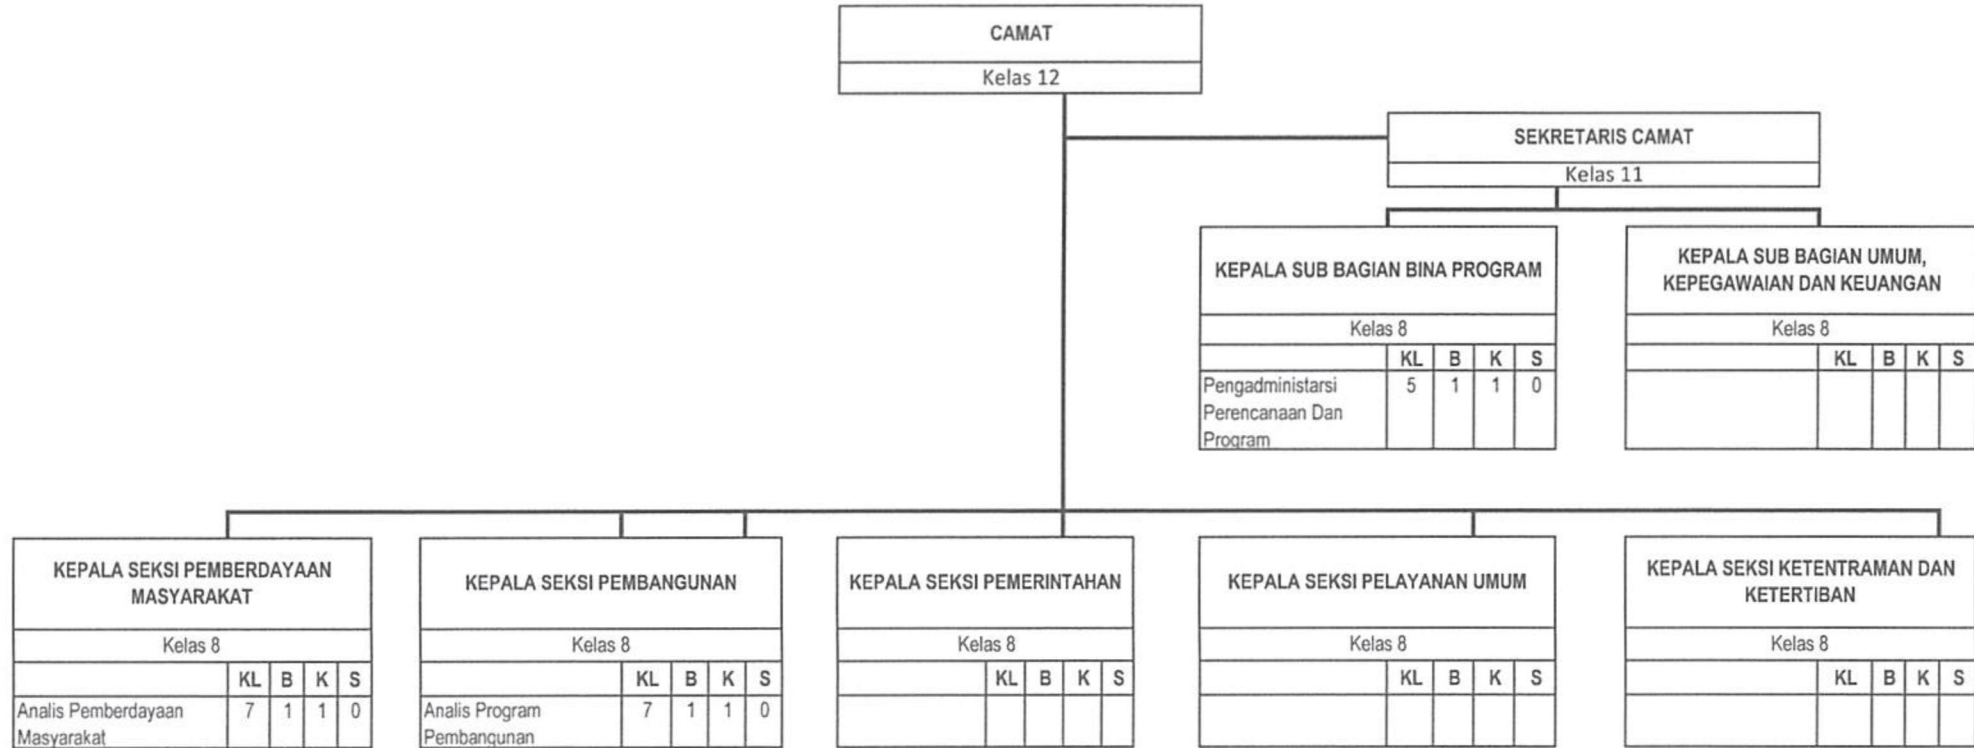 CAMAT
Kelas 12
SEKRETARIS CAMAT
Kelas 11
KEPALA SUB BAGIAN BINA PROGRAM
Kelas 8
KL B K S
Pengadministarsi 5 1 1 0
Perencanaan Dan
Program
KEPALA SUB BAGIAN UMUM,
KEPEGAWAIAN DAN KEUANGAN
Kelas 8
KL B K S
KEPALA SEKSI PEMBERDAYAAN
MASYARAKAT
Kelas 8
KL B K S
Analis Pemberdayaan 7 1 1 0
Masyarakat
KEPALA SEKSI PEMBANGUNAN
Kelas 8
KL B K S
Analis Program 7 1 1 0
Pembangunan
KEPALA SEKSI PEMERINTAHAN
Kelas 8
KL B K S
KEPALA SEKSI PELAYANAN UMUM
Kelas 8
KL B K S
KEPALA SEKSI KETENTRAMAN DAN
KETERTIBAN
Kelas 8
KL B K S